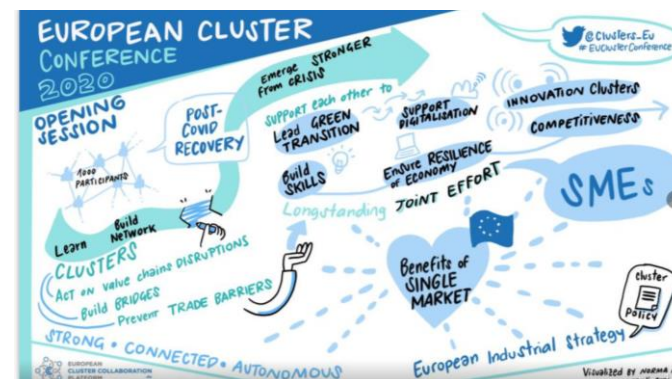 EUROPEAN CLUSTER
CONFERENCE
2020
@Clusters_Eu
#EUClusterConference
OPENING
SESSION
1000
PARTICIPANTS
POST-
COVID
RECOVERY
Emerge STRONGER
from CRISIS
SUPPORT each other to
Lead GREEN
TRANSITION
SUPPORT
DIGITALISATION
INNOVATION Clusters
COMPETITIVENESS
Build
SKILLS
Ensure RESILIENCE
of ECONOMY
SMEs
Longstanding JOINT EFFORT
Learn
Build
NETWORK
CLUSTERS
ACT on value chains DISRUPTIONS
Build BRIDGES
Prevent TRADE BARRIERS
Benefits of
SINGLE
MARKET
cluster
policy
STRONG • CONNECTED • AUTONOMOUS
European Industrial Strategy
EUROPEAN
CLUSTER COLLABORATION
PLATFORM
Visualized by